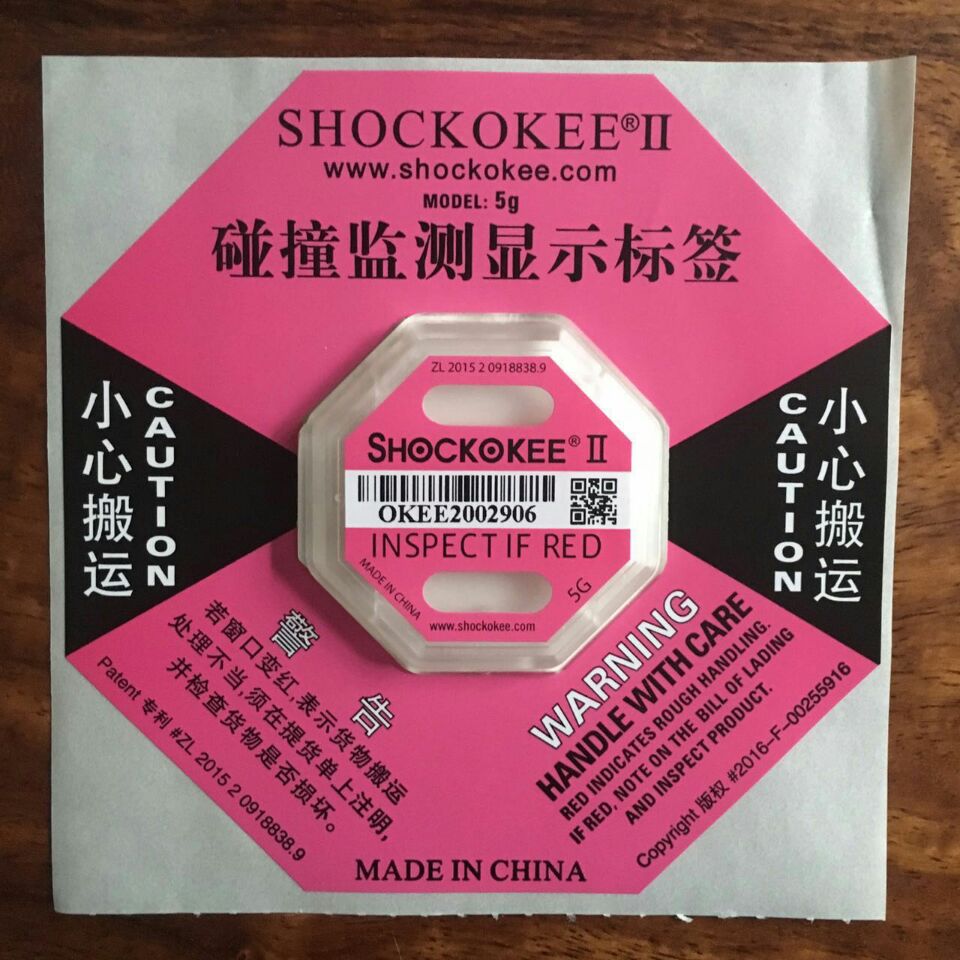 SHOCKOKEE®II
www.shockokee.com
MODEL: 5g
碰撞监测显示标签
小心搬运
CAUTION
CAUTION
小心搬运
ZL 2015 2 0918838.9
SHOCKOKEE® II
OKEE2002906
INSPECT IF RED
MADE IN CHINA
5G
www.shockokee.com
警告
若窗口变红,表示货物搬运
处理不当,须在提货单上注明,
并检查货物是否损坏。
Patent 专利 #ZL 2015 2 0918838.9
WARNING
HANDLE WITH CARE
RED INDICATES ROUGH HANDLING.
IF RED, NOTE ON THE BILL OF LADING
AND INSPECT PRODUCT.
Copyright 版权 #2016-F-00255916
MADE IN CHINA